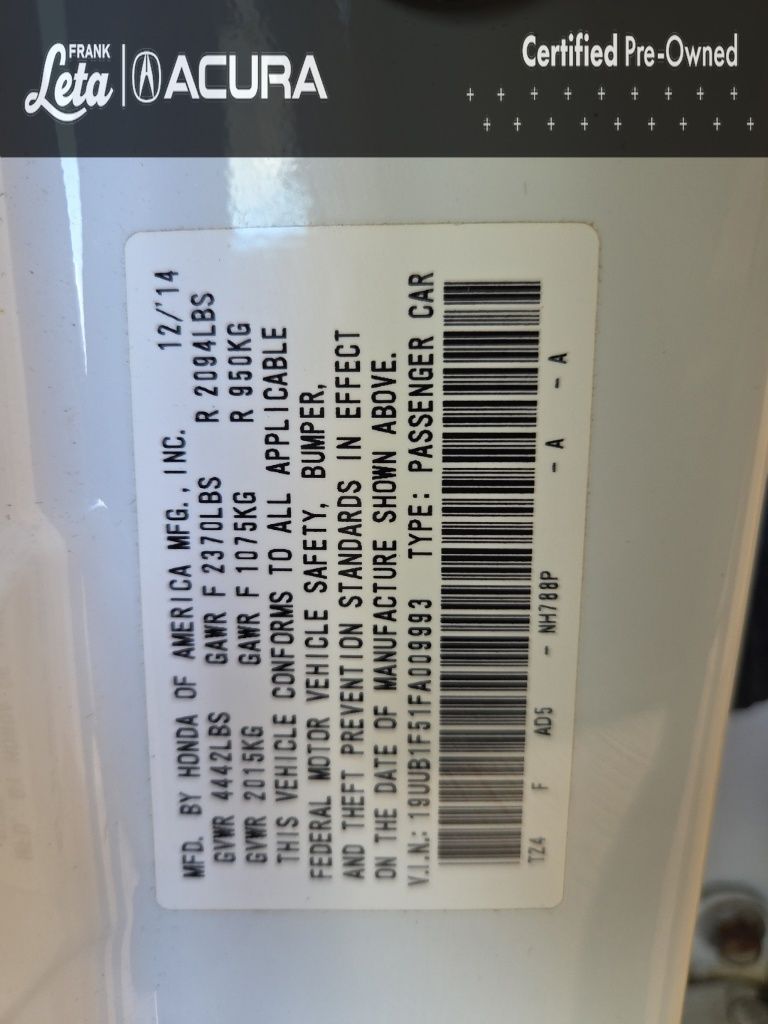 FRANK
Leta
ACURA
Certified Pre-Owned
MFD. BY HONDA OF AMERICA MFG., INC. 12/'14
GVWR 4442LBS GAWR F 2370LBS R 2094LBS
GVWR 2015KG GAWR F 1075KG R 950KG
THIS VEHICLE CONFORMS TO ALL APPLICABLE
FEDERAL MOTOR VEHICLE SAFETY, BUMPER,
AND THEFT PREVENTION STANDARDS IN EFFECT
ON THE DATE OF MANUFACTURE SHOWN ABOVE.
V.I.N.: 19UUB1F51FA009993 TYPE: PASSENGER CAR
TZ4 F AD5 - NH788P - A - A